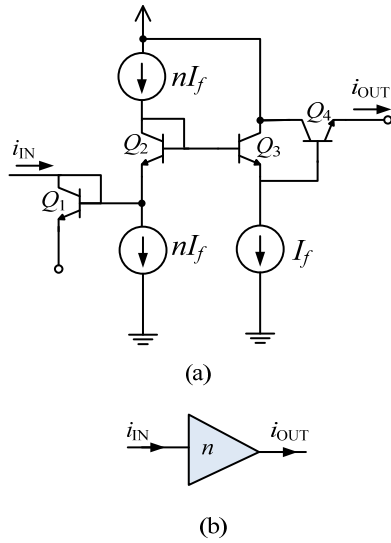 nI_f
Q_4
i_OUT
Q_2
Q_3
i_IN
Q_1
nI_f
I_f
(a)
i_IN
n
i_OUT
(b)